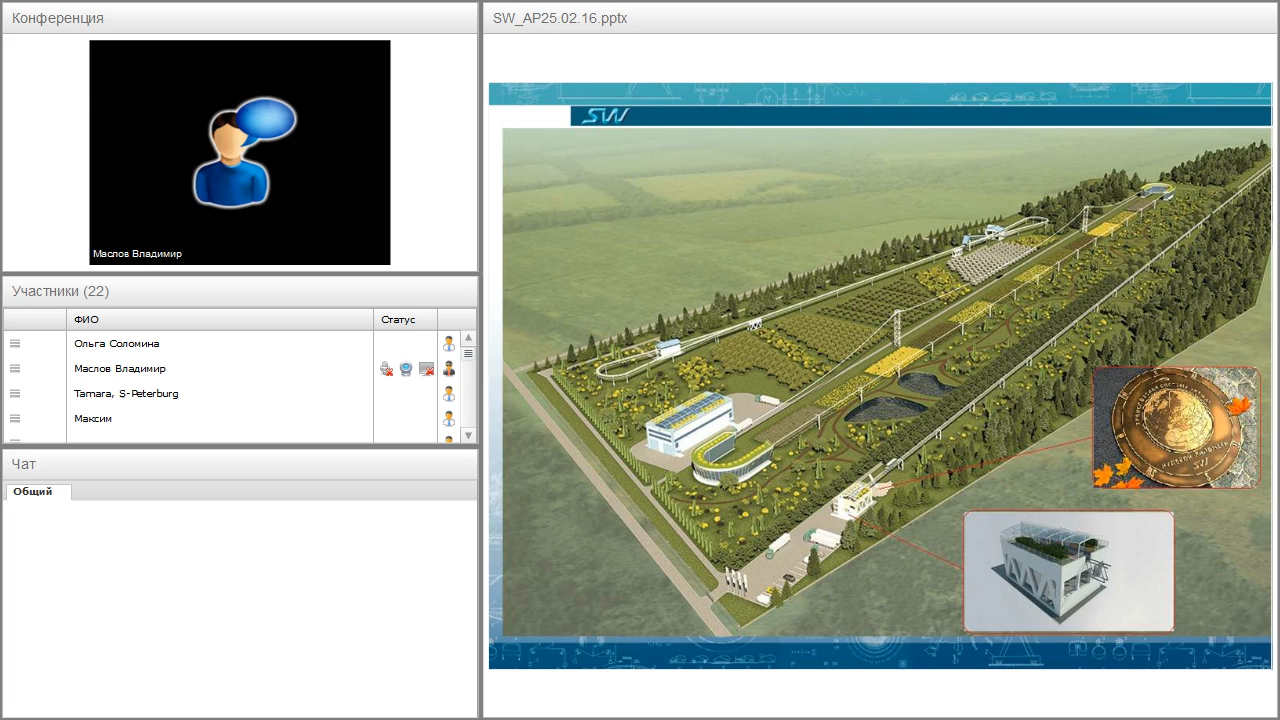 Конференция
Маслов Владимир
Участники (22)
ФИО
Статус
Ольга Соломина
Маслов Владимир
Tamara, S-Peterburg
Максим
Чат
Общий
SW_AP25.02.16.pptx
SW
SW